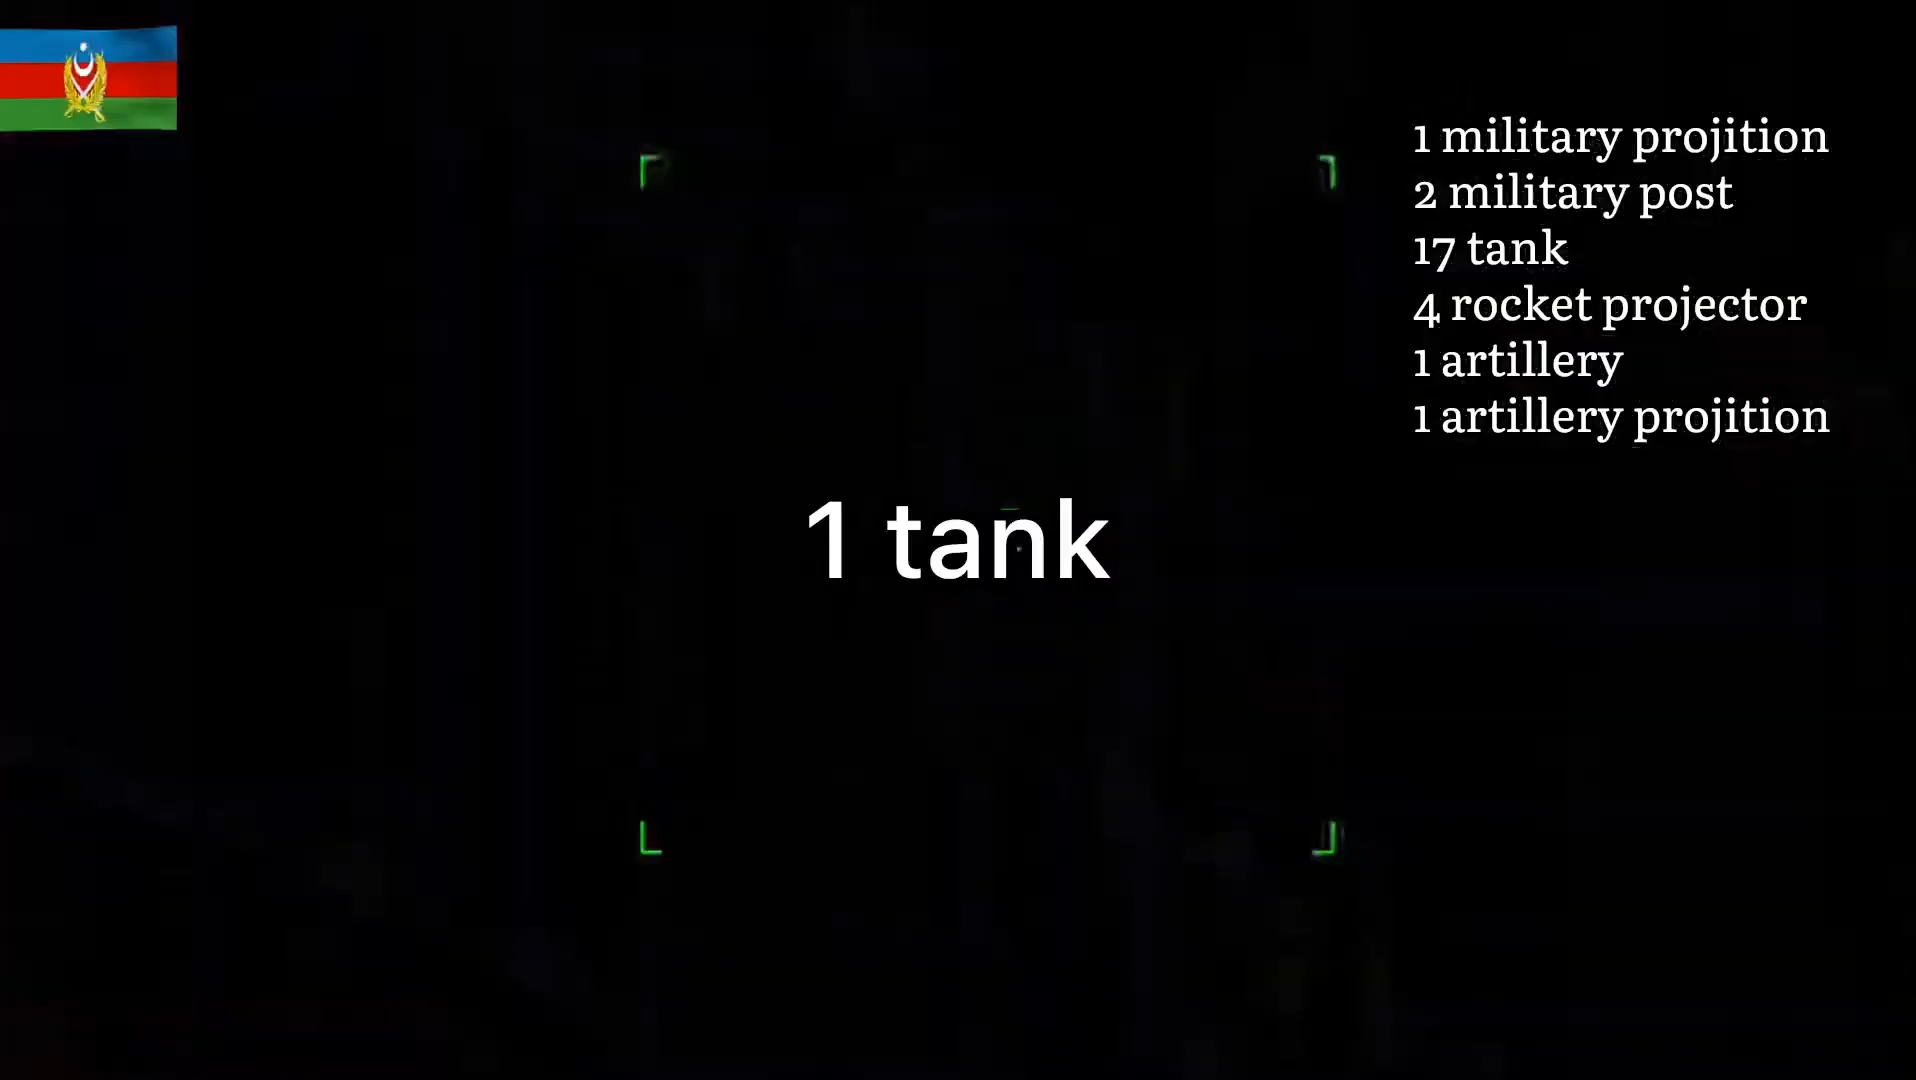 1 military projition
2 military post
17 tank
4 rocket projector
1 artillery
1 artillery projition
1 tank